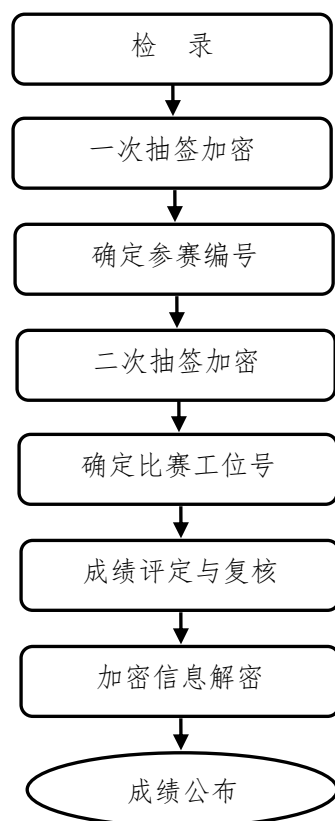 检 录
一次抽签加密
确定参赛编号
二次抽签加密
确定比赛工位号
成绩评定与复核
加密信息解密
成绩公布